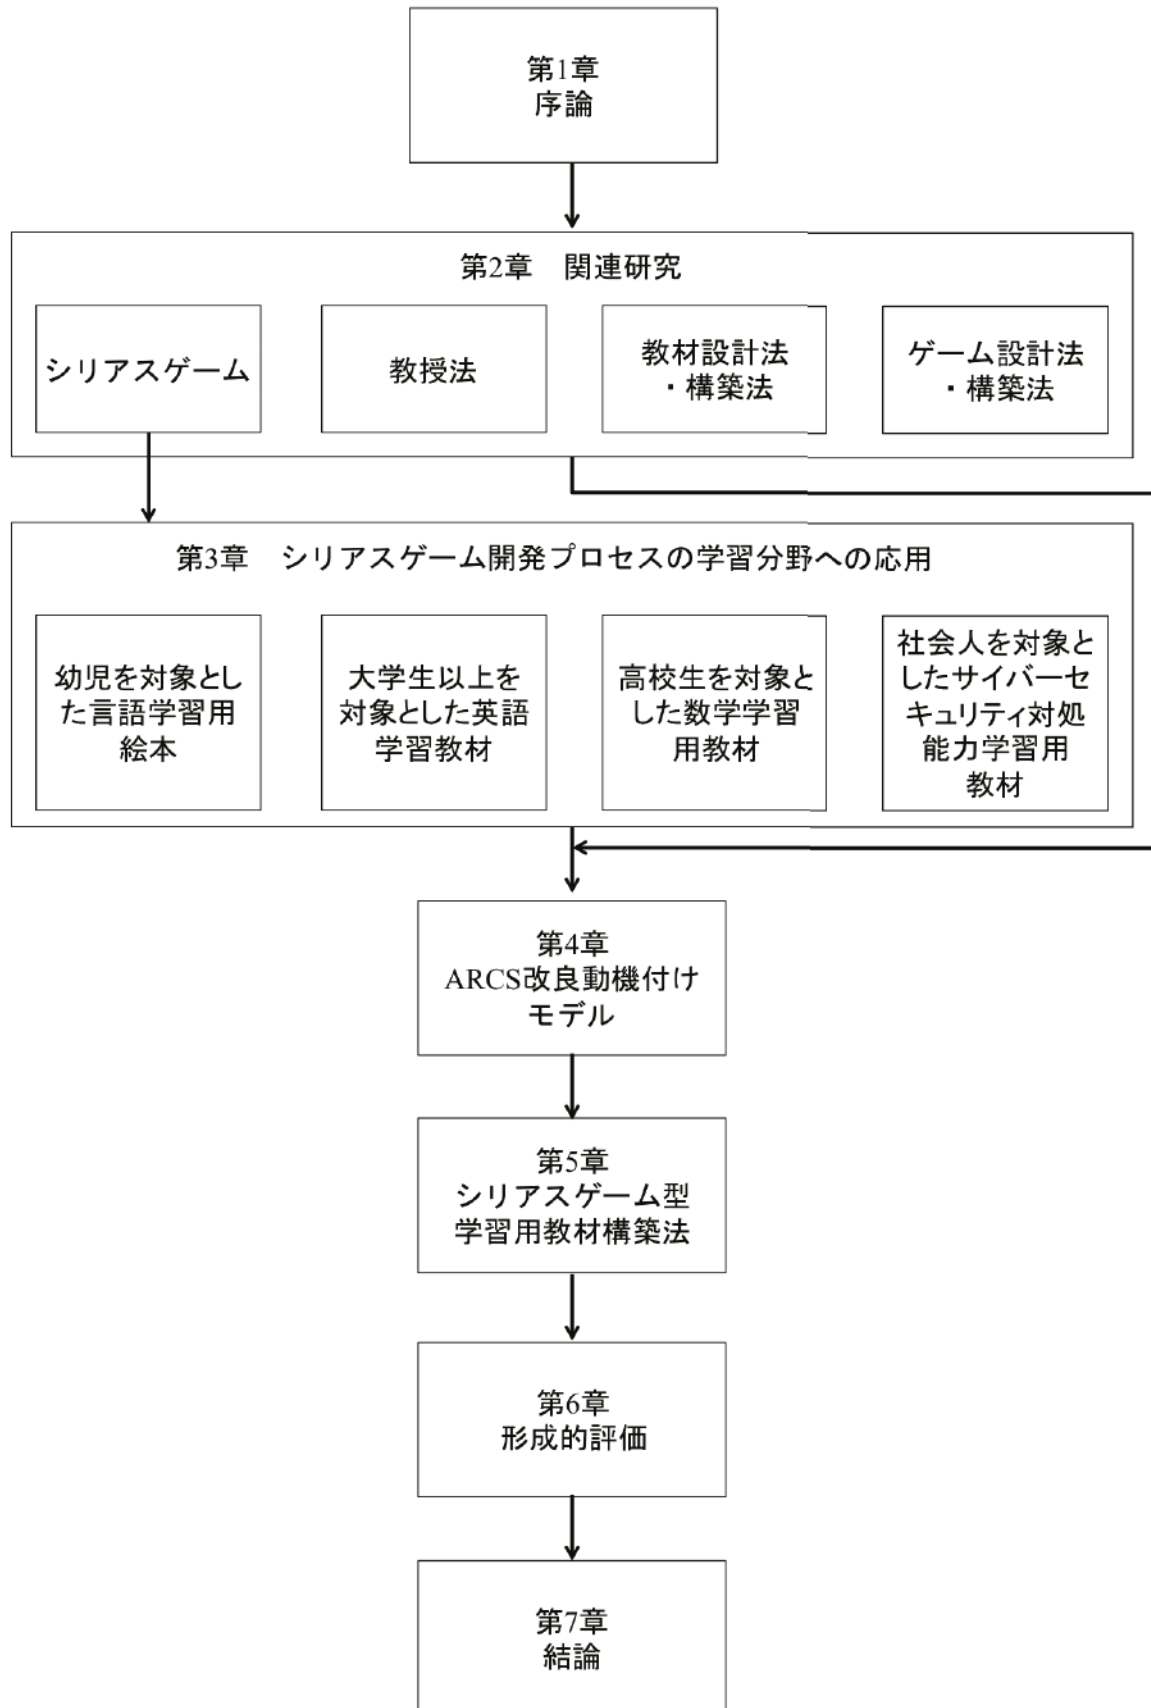 第1章
序論
第2章　関連研究
シリアスゲーム
教授法
教材設計法
・構築法
ゲーム設計法
・構築法
第3章　シリアスゲーム開発プロセスの学習分野への応用
幼児を対象とし
た言語学習用
絵本
大学生以上を
対象とした英語
学習教材
高校生を対象と
した数学学習
用教材
社会人を対象と
したサイバーセ
キュリティ対処
能力学習用
教材
第4章
ARCS改良動機付け
モデル
第5章
シリアスゲーム型
学習用教材構築法
第6章
形成的評価
第7章
結論